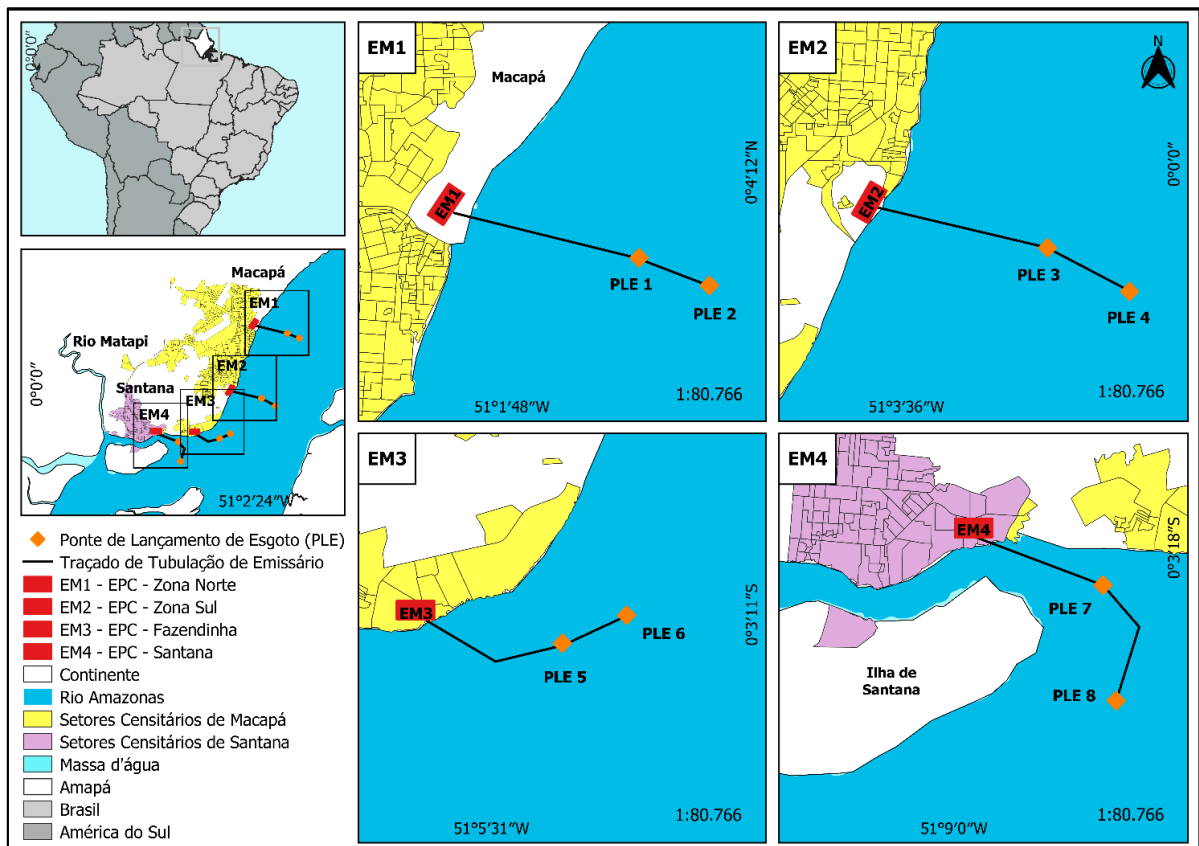 0°0'0"
Macapá
EM1
Rio Matapi
EM2
0°0'0"
Santana
EM3
EM4
51°2'24"W
Ponte de Lançamento de Esgoto (PLE)
Traçado de Tubulação de Emissário
EM1 - EPC - Zona Norte
EM2 - EPC - Zona Sul
EM3 - EPC - Fazendinha
EM4 - EPC - Santana
Continente
Rio Amazonas
Setores Censitários de Macapá
Setores Censitários de Santana
Massa d'água
Amapá
Brasil
América do Sul
EM1
Macapá
0°4'12"N
EM1
PLE 1
PLE 2
1:80.766
51°1'48"W
EM2
N
0°0'0"
EM2
PLE 3
PLE 4
1:80.766
51°3'36"W
EM3
EM3
PLE 6
PLE 5
0°3'11"S
1:80.766
51°5'31"W
EM4
EM4
0°3'18"S
PLE 7
Ilha de
Santana
PLE 8
1:80.766
51°9'0"W